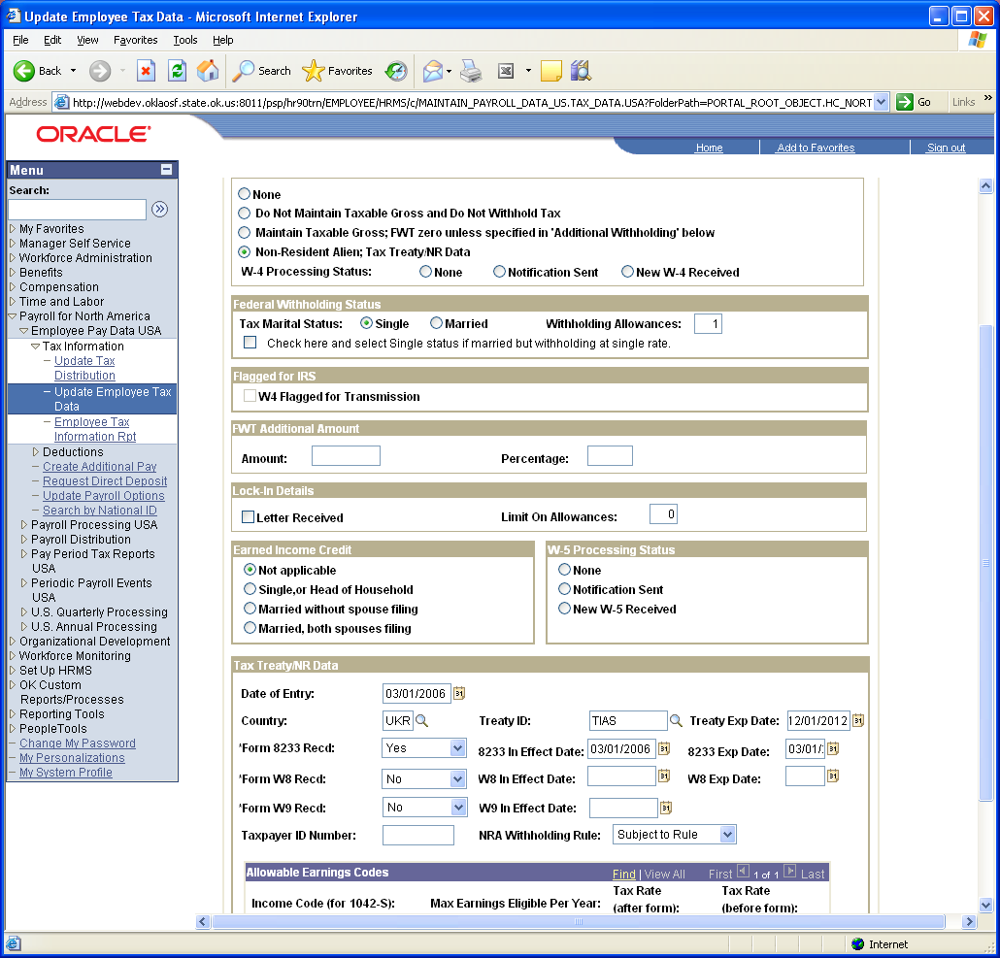 Update Employee Tax Data - Microsoft Internet Explorer
File Edit View Favorites Tools Help
Back Search Favorites
Address http://webdev.oklaosf.state.ok.us:8011/psp/hr90trn/EMPLOYEE/HRMS/c/MAINTAIN_PAYROLL_DATA_US.TAX_DATA.USA?FolderPath=PORTAL_ROOT_OBJECT.HC_NORT Go Links »
ORACLE®
Home Add to Favorites Sign out
Menu
Search:
My Favorites
Manager Self Service
Workforce Administration
Benefits
Compensation
Time and Labor
Payroll for North America
Employee Pay Data USA
Tax Information
– Update Tax
Distribution
– Update Employee Tax
Data
– Employee Tax
Information Rpt
Deductions
– Create Additional Pay
– Request Direct Deposit
– Update Payroll Options
– Search by National ID
Payroll Processing USA
Payroll Distribution
Pay Period Tax Reports
USA
Periodic Payroll Events
USA
U.S. Quarterly Processing
U.S. Annual Processing
Organizational Development
Workforce Monitoring
Set Up HRMS
OK Custom
Reports/Processes
Reporting Tools
PeopleTools
– Change My Password
– My Personalizations
– My System Profile
None
Do Not Maintain Taxable Gross and Do Not Withhold Tax
Maintain Taxable Gross; FWT zero unless specified in 'Additional Withholding' below
Non-Resident Alien; Tax Treaty/NR Data
W-4 Processing Status: None Notification Sent New W-4 Received
Federal Withholding Status
Tax Marital Status: Single Married Withholding Allowances: 1
Check here and select Single status if married but withholding at single rate.
Flagged for IRS
W4 Flagged for Transmission
FWT Additional Amount
Amount: Percentage:
Lock-In Details
Letter Received Limit On Allowances: 0
Earned Income Credit
Not applicable
Single,or Head of Household
Married without spouse filing
Married, both spouses filing
W-5 Processing Status
None
Notification Sent
New W-5 Received
Tax Treaty/NR Data
Date of Entry: 03/01/2006 31
Country: UKR Treaty ID: TIAS Treaty Exp Date: 12/01/2012 31
*Form 8233 Recd: Yes 8233 In Effect Date: 03/01/2006 31 8233 Exp Date: 03/01/ 31
*Form W8 Recd: No W8 In Effect Date: 31 W8 Exp Date: 31
*Form W9 Recd: No W9 In Effect Date: 31
Taxpayer ID Number: NRA Withholding Rule: Subject to Rule
Allowable Earnings Codes Find | View All First 1 of 1 Last
Income Code (for 1042-S): Max Earnings Eligible Per Year: Tax Rate (after form): Tax Rate (before form):
Internet